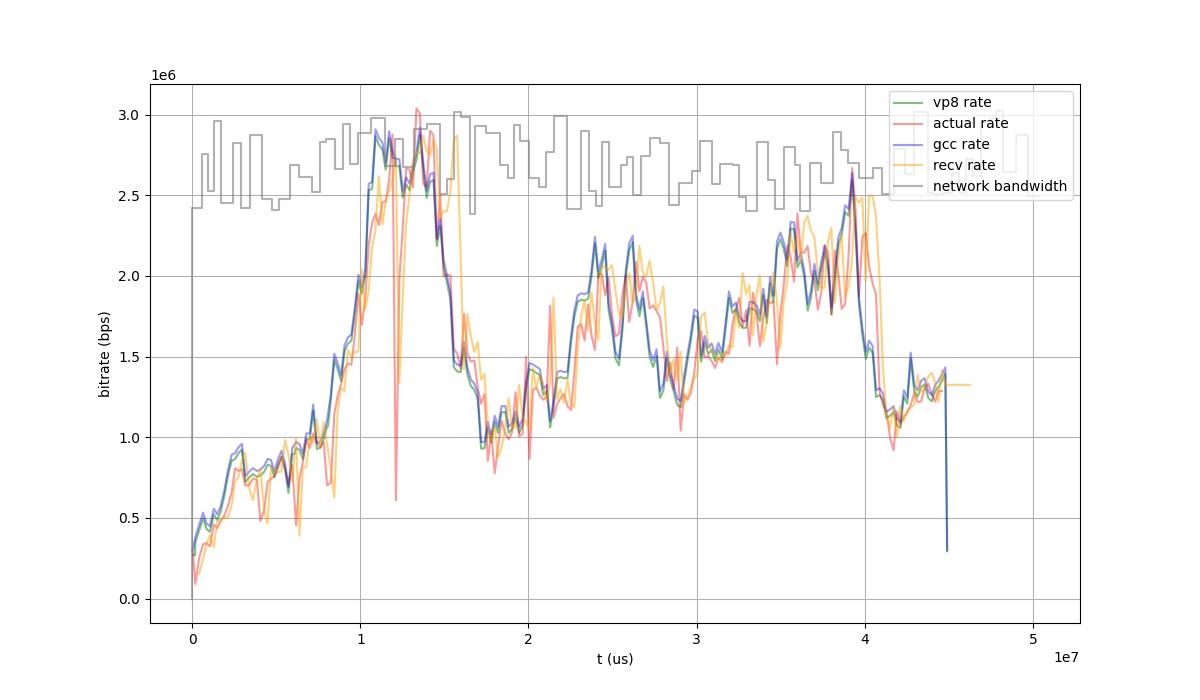 1e6
3.0
2.5
2.0
1.5
1.0
0.5
0.0
bitrate (bps)
vp8 rate
actual rate
gcc rate
recv rate
network bandwidth
0 1 2 3 4 5
t (us)
1e7